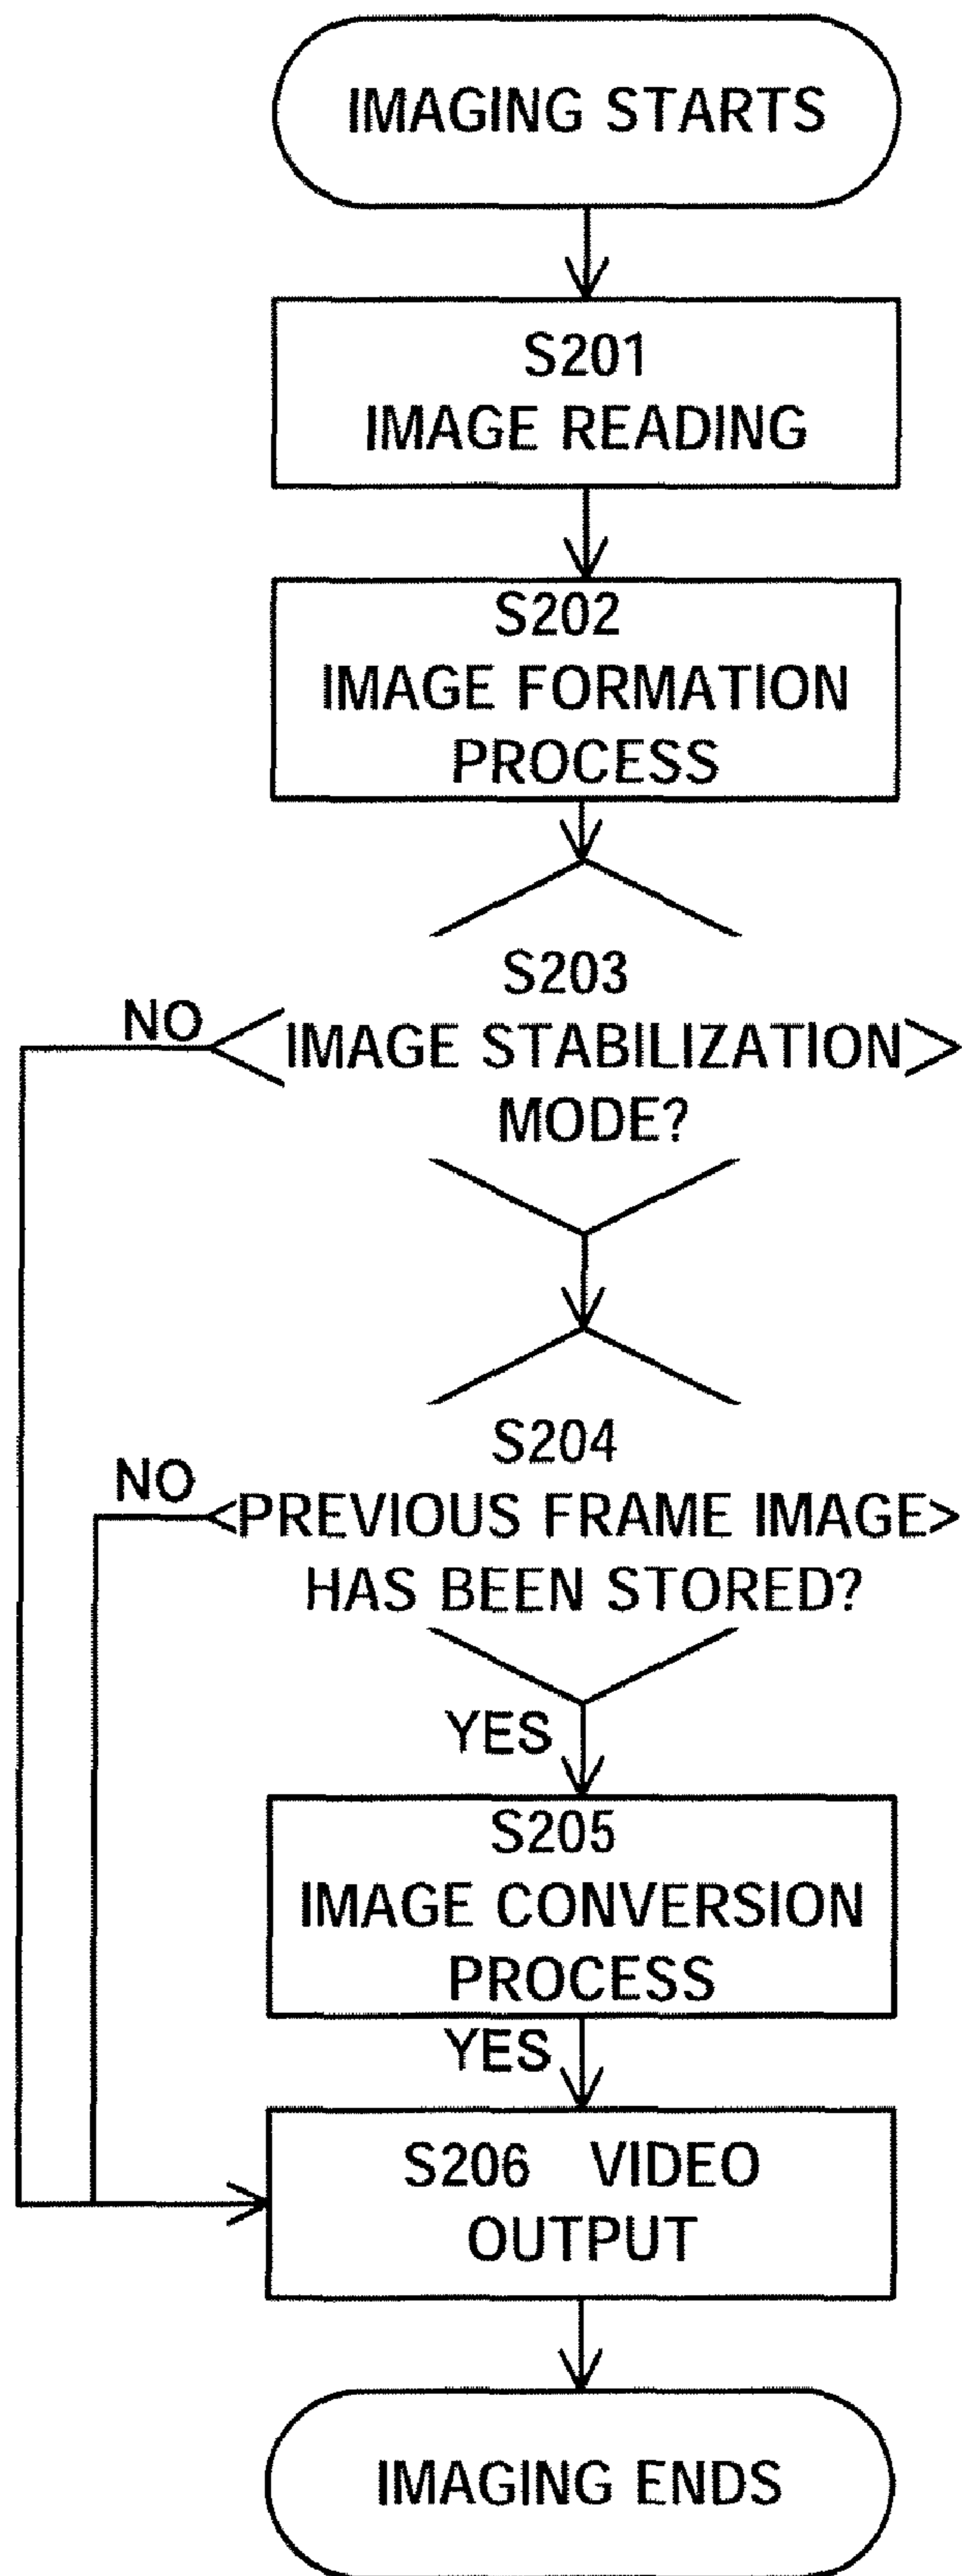 IMAGING STARTS
S201
IMAGE READING
S202
IMAGE FORMATION
PROCESS
S203
NO
IMAGE STABILIZATION
MODE?
S204
NO
PREVIOUS FRAME IMAGE
HAS BEEN STORED?
YES
S205
IMAGE CONVERSION
PROCESS
YES
S206 VIDEO
OUTPUT
IMAGING ENDS